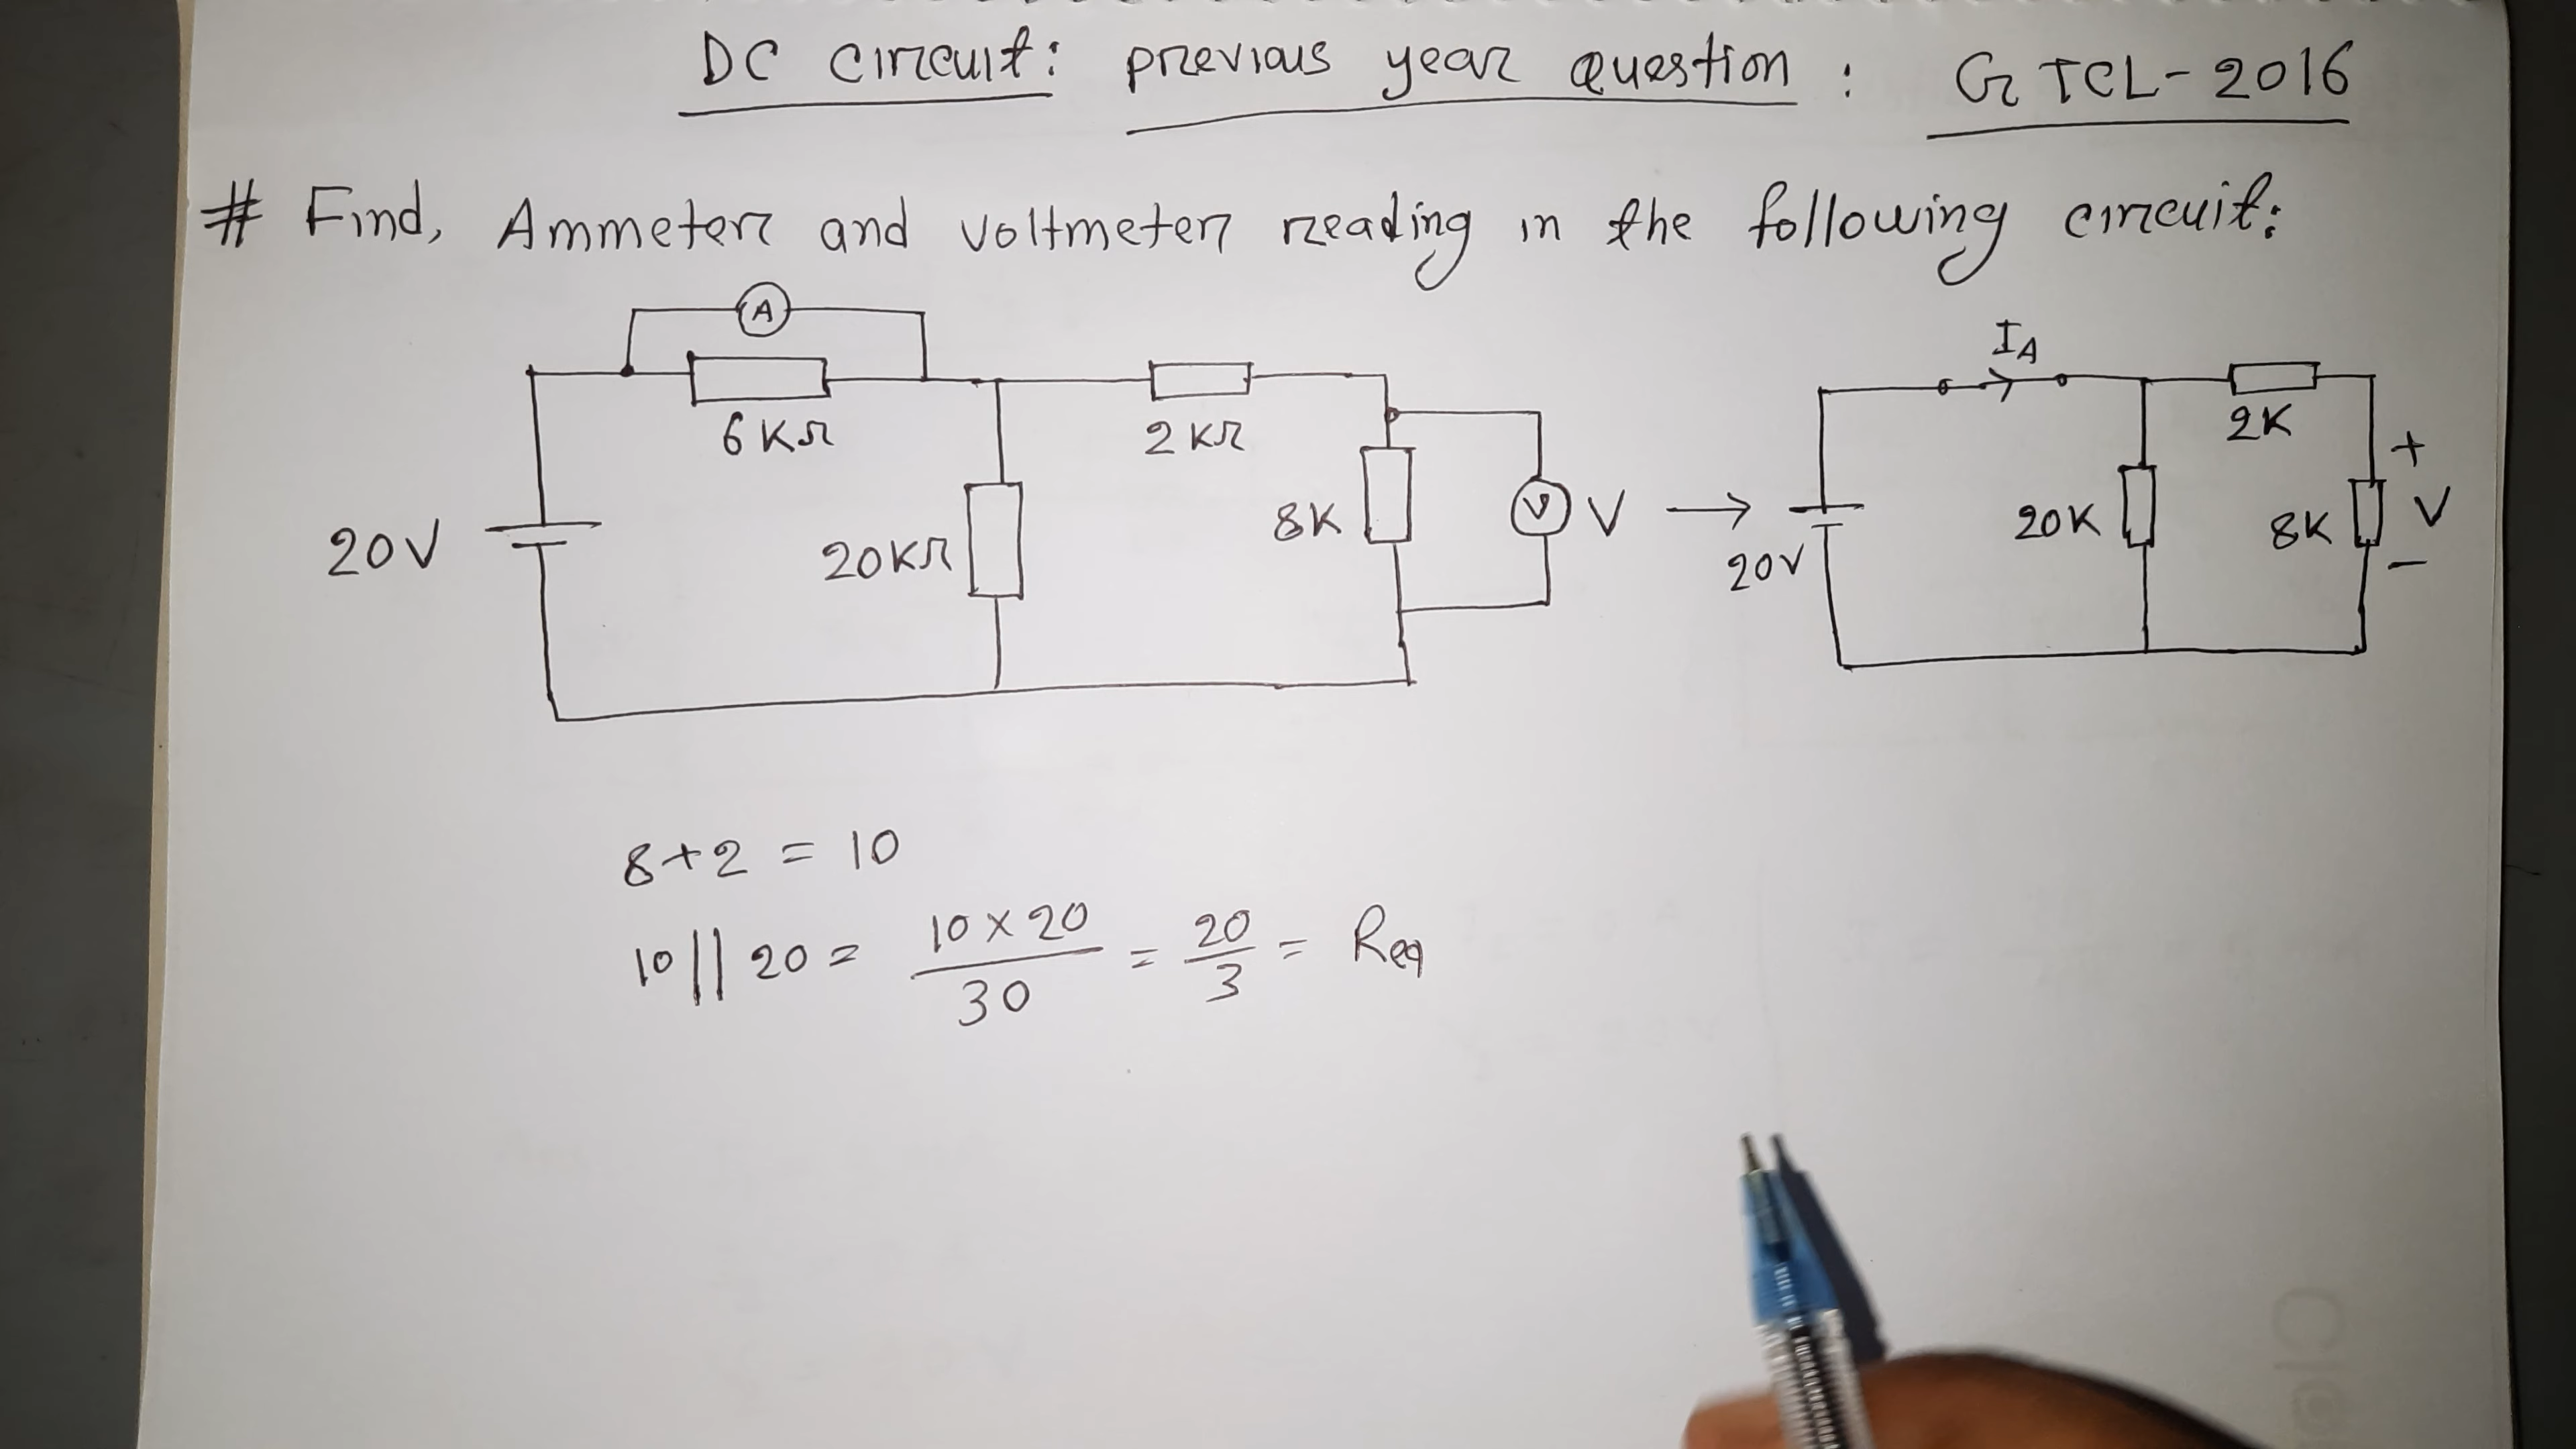 DC circuit: previous year question : GTCL-2016
# Find, Ammeter and voltmeter reading in the following circuit:
A
6 KΩ
2 KΩ
20V
20KΩ
8K
V V →
IA
2K
20V
20K
8K
+
V
−
8+2 = 10
10 || 20 = 10 × 20 / 30 = 20 / 3 = Req